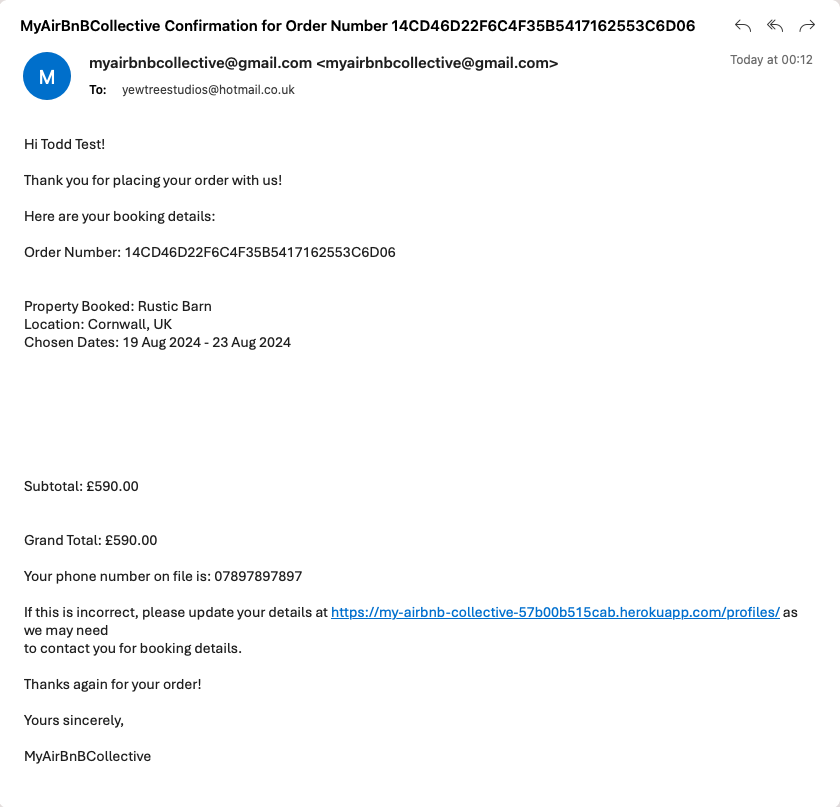 MyAirBnBCollective Confirmation for Order Number 14CD46D22F6C4F35B5417162553C6D06
M
myairbnbcollective@gmail.com <myairbnbcollective@gmail.com>
Today at 00:12
To: yewtreestudios@hotmail.co.uk
Hi Todd Test!
Thank you for placing your order with us!
Here are your booking details:
Order Number: 14CD46D22F6C4F35B5417162553C6D06
Property Booked: Rustic Barn
Location: Cornwall, UK
Chosen Dates: 19 Aug 2024 - 23 Aug 2024
Subtotal: £590.00
Grand Total: £590.00
Your phone number on file is: 07897897897
If this is incorrect, please update your details at https://my-airbnb-collective-57b00b515cab.herokuapp.com/profiles/ as
we may need
to contact you for booking details.
Thanks again for your order!
Yours sincerely,
MyAirBnBCollective